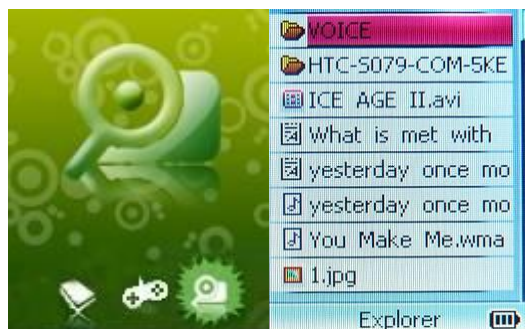 VOICE
HTC-S079-COM-5KE
ICE AGE II.avi
What is met with
yesterday once mo
yesterday once mo
You Make Me.wma
1.jpg
Explorer